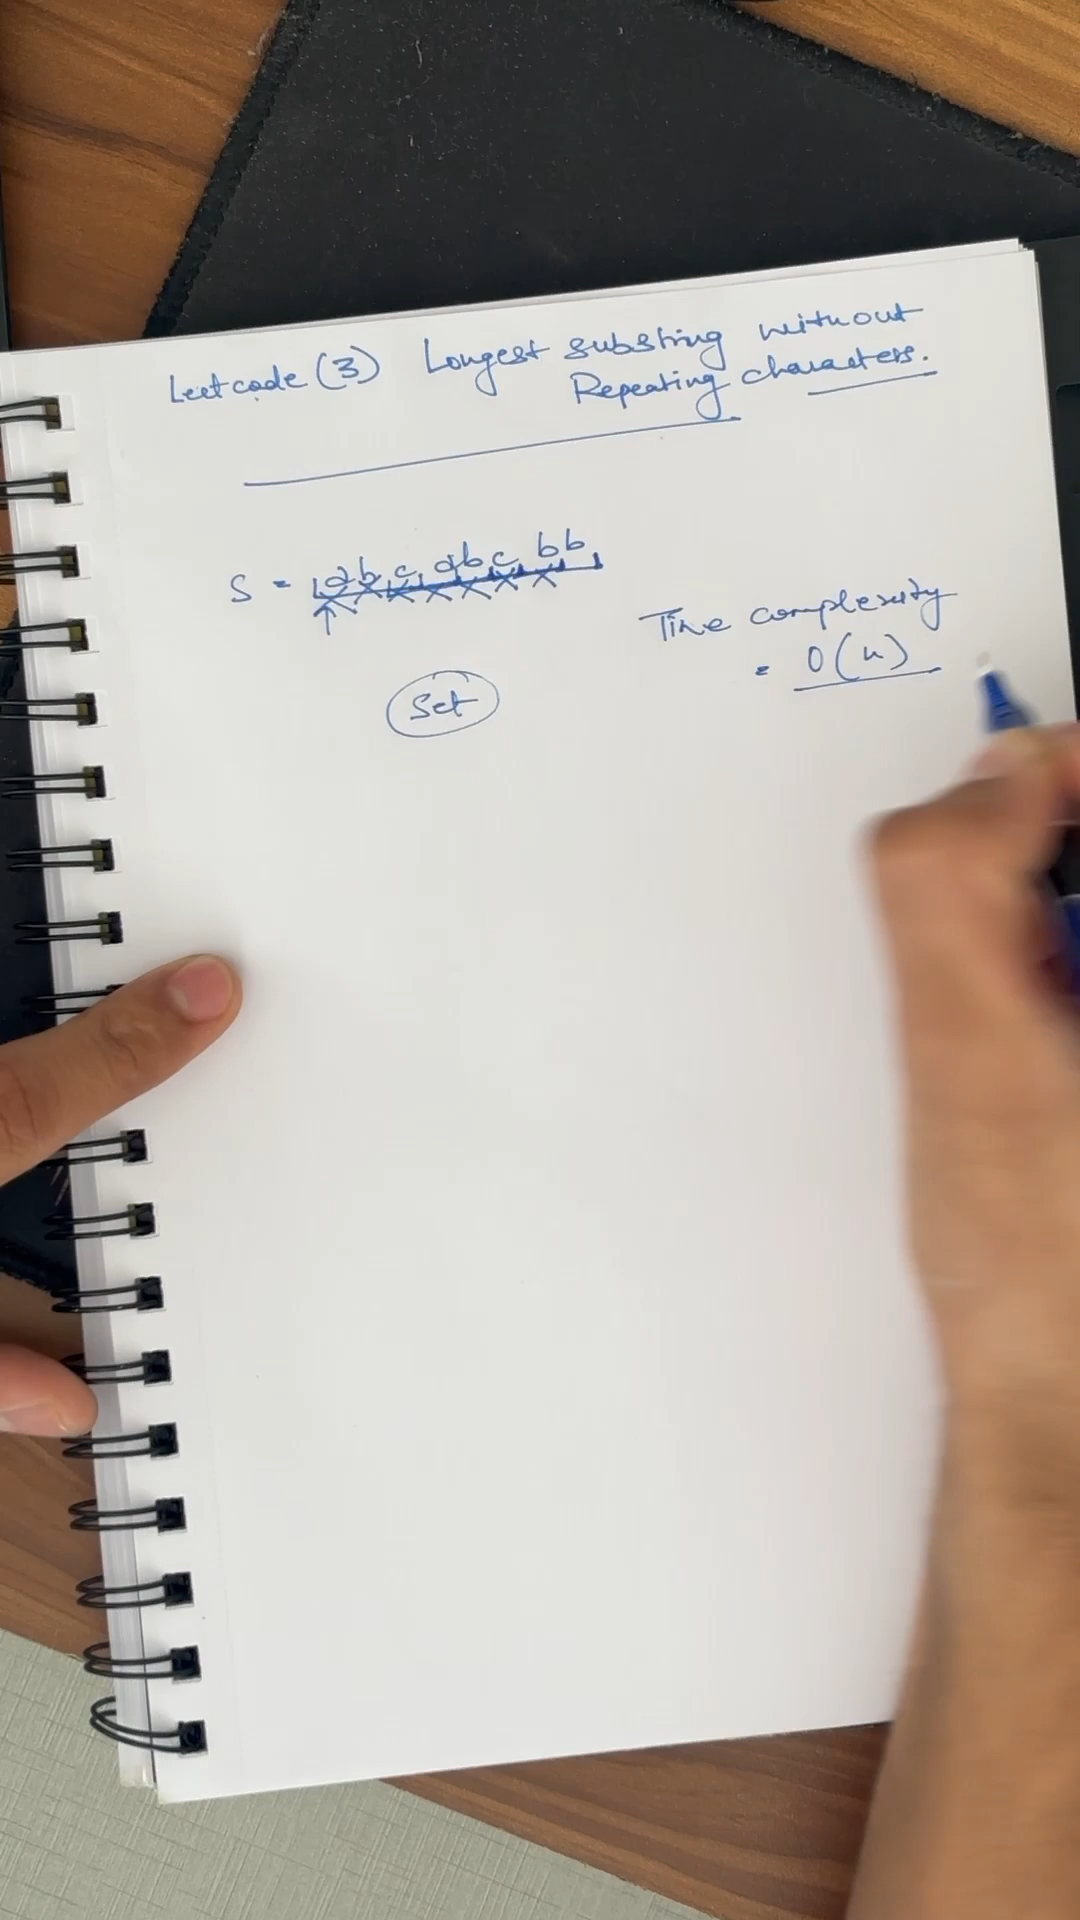 Leetcode (3) Longest substring without
Repeating characters.
S = abcabcbb
Set
Time complexity
= O(n)